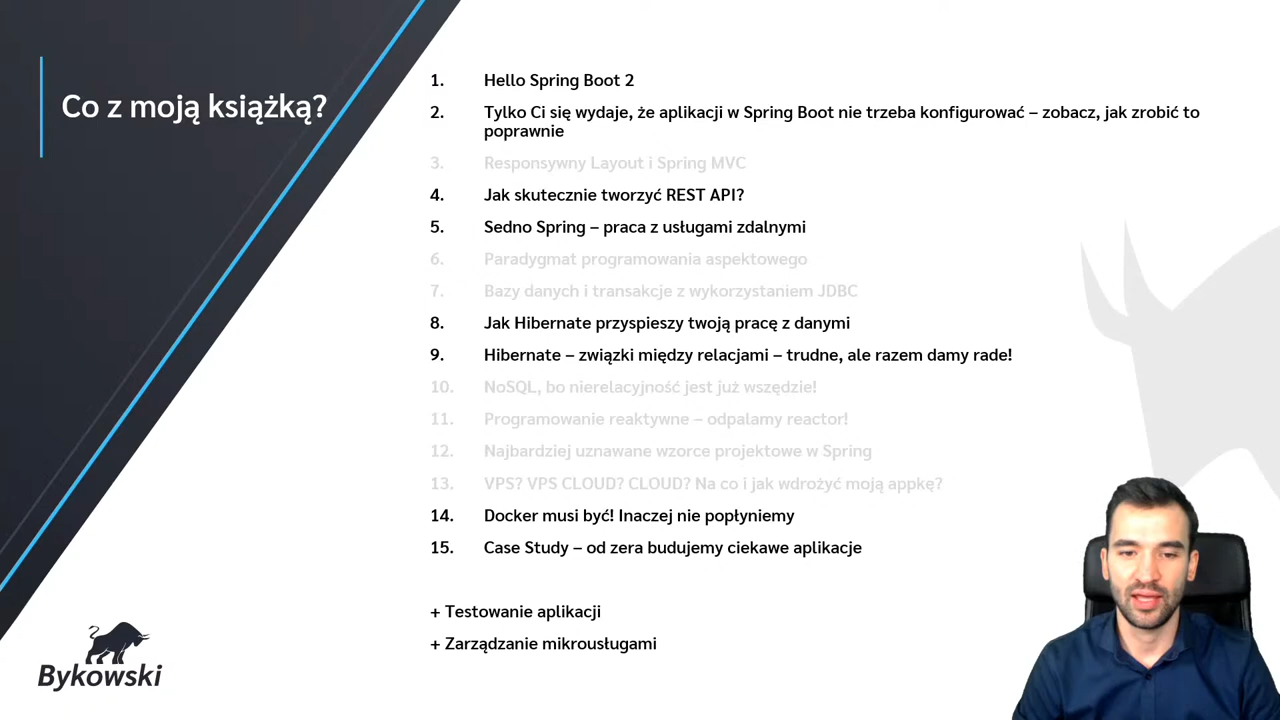 Co z moją książką?
1. Hello Spring Boot 2
2. Tylko Ci się wydaje, że aplikacji w Spring Boot nie trzeba konfigurować – zobacz, jak zrobić to
poprawnie
3. Responsywny Layout i Spring MVC
4. Jak skutecznie tworzyć REST API?
5. Sedno Spring – praca z usługami zdalnymi
6. Paradygmat programowania aspektowego
7. Bazy danych i transakcje z wykorzystaniem JDBC
8. Jak Hibernate przyspieszy twoją pracę z danymi
9. Hibernate – związki między relacjami – trudne, ale razem damy rade!
10. NoSQL, bo nierelacyjność jest już wszędzie!
11. Programowanie reaktywne – odpalamy reactor!
12. Najbardziej uznawane wzorce projektowe w Spring
13. VPS? VPS CLOUD? CLOUD? Na co i jak wdrożyć moją appkę?
14. Docker musi być! Inaczej nie popłyniemy
15. Case Study – od zera budujemy ciekawe aplikacje
+ Testowanie aplikacji
+ Zarządzanie mikrousługami
Bykowski